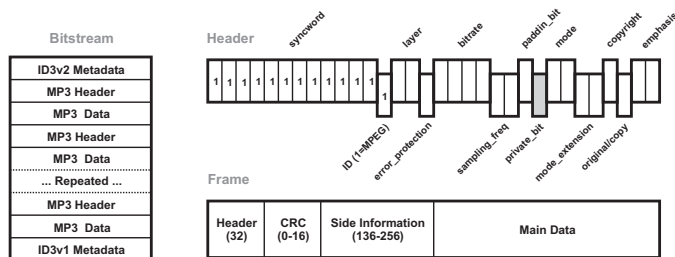 Bitstream
ID3v2 Metadata
MP3 Header
MP3 Data
MP3 Header
MP3 Data
... Repeated ...
MP3 Header
MP3 Data
ID3v1 Metadata
Header
syncword
layer
bitrate
paddin_bit
mode
copyright
emphasis
1 1 1 1 1 1 1 1 1 1 1 1
1
ID (1=MPEG)
error_protection
sampling_freq
private_bit
mode_extension
original/copy
Frame
Header
(32)
CRC
(0-16)
Side Information
(136-256)
Main Data